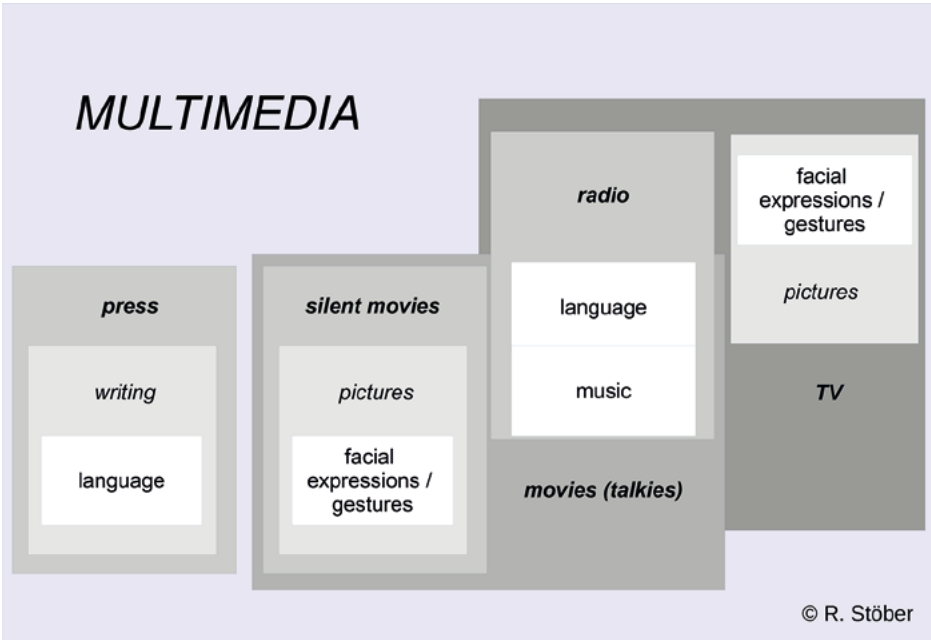 MULTIMEDIA
press
writing
language
silent movies
pictures
facial
expressions /
gestures
radio
language
music
movies (talkies)
facial
expressions /
gestures
pictures
TV
© R. Stöber